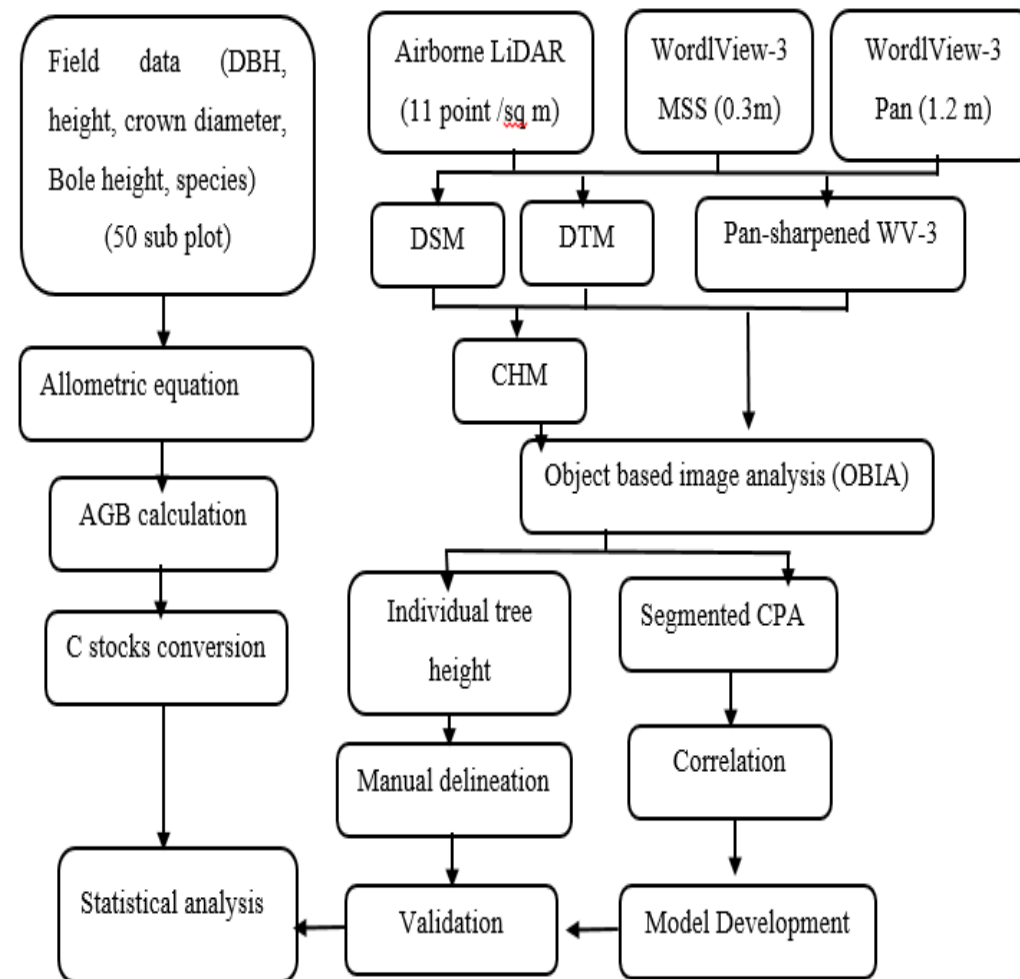 Field data (DBH,
height, crown diameter,
Bole height, species)
(50 sub plot)
Airborne LiDAR
(11 point /sq m)
WordlView-3
MSS (0.3m)
WordlView-3
Pan (1.2 m)
DSM
DTM
Pan-sharpened WV-3
Allometric equation
CHM
Object based image analysis (OBIA)
AGB calculation
Individual tree
height
Segmented CPA
C stocks conversion
Manual delineation
Correlation
Statistical analysis
Validation
Model Development